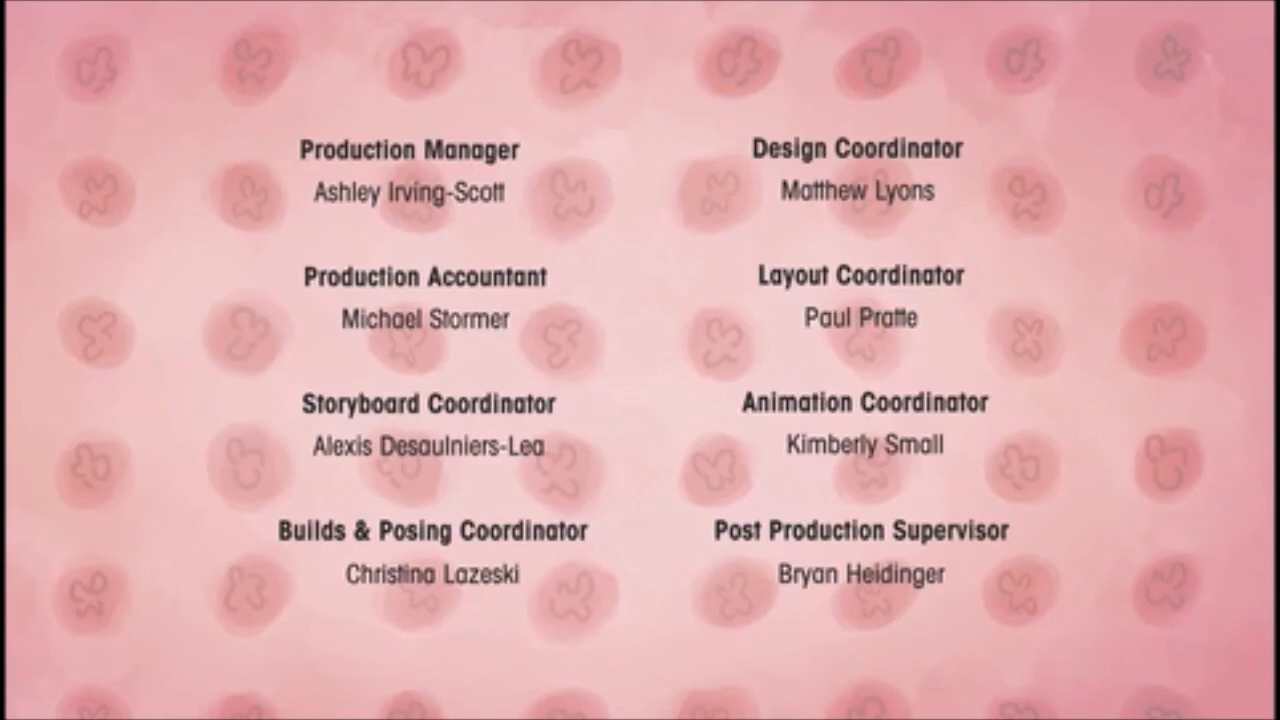 Production Manager
Ashley Irving-Scott
Production Accountant
Michael Stormer
Storyboard Coordinator
Alexis Desaulniers-Lea
Builds & Posing Coordinator
Christina Lazeski
Design Coordinator
Matthew Lyons
Layout Coordinator
Paul Pratte
Animation Coordinator
Kimberly Small
Post Production Supervisor
Bryan Heidinger